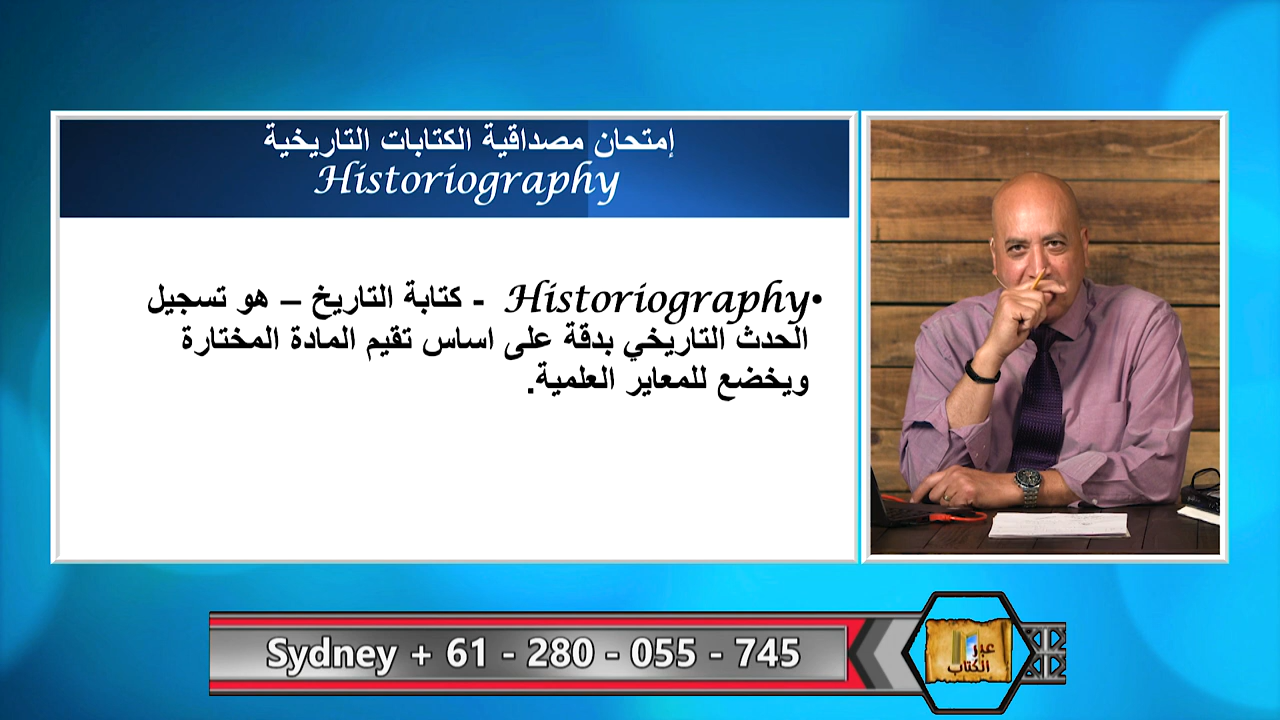 إمتحان مصداقية الكتابات التاريخية
Historiography
•Historiography - كتابة التاريخ – هو تسجيل
الحدث التاريخي بدقة على اساس تقيم المادة المختارة
ويخضع للمعاير العلمية.
Sydney + 61 - 280 - 055 - 745
عبر
الكتاب